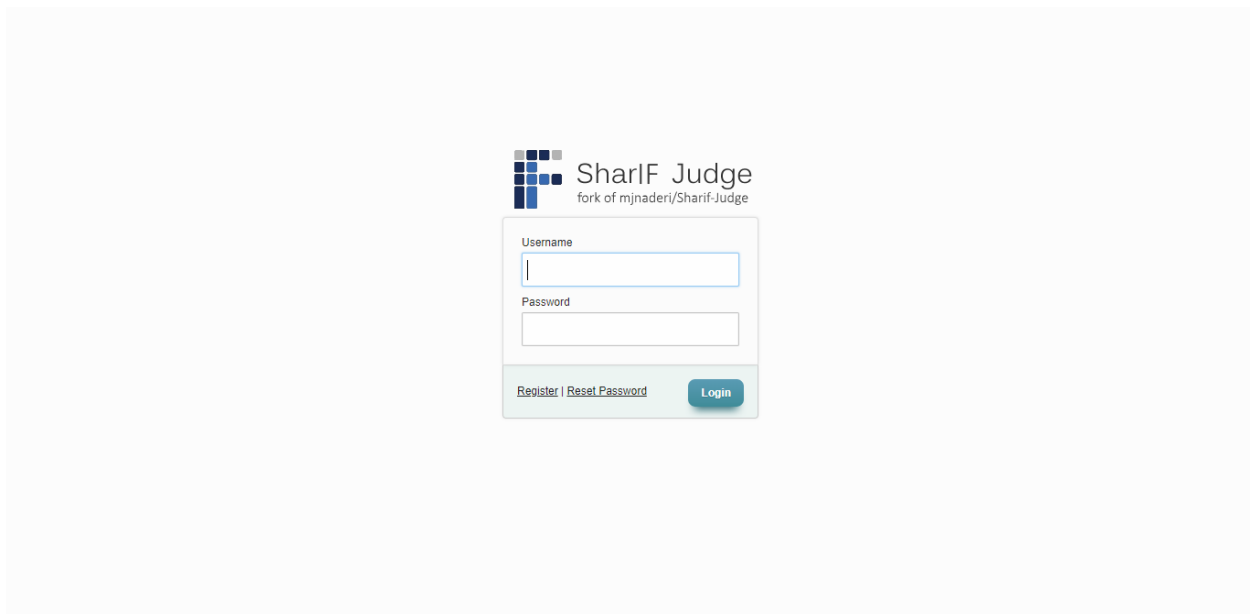 SharIF Judge
fork of mjnaderi/Sharif-Judge
Username
Password
Register | Reset Password
Login